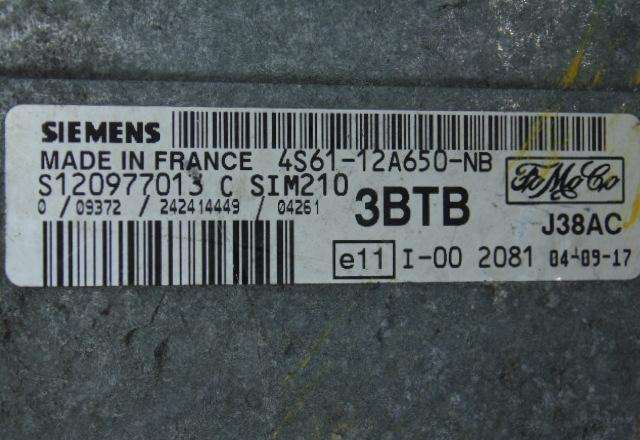 SIEMENS
MADE IN FRANCE 4S61-12A650-NB
S120977013 C SIM210
0 / 09372 / 242414449 / 04261
3BTB
FoMoCo
J38AC
e11 I-00 2081 04-09-17